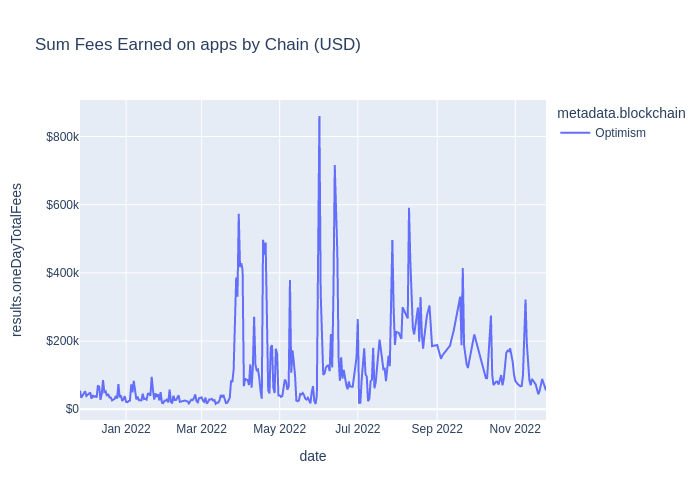 Sum Fees Earned on apps by Chain (USD)
metadata.blockchain
Optimism
results.oneDayTotalFees
$800k
$600k
$400k
$200k
$0
Jan 2022 Mar 2022 May 2022 Jul 2022 Sep 2022 Nov 2022
date